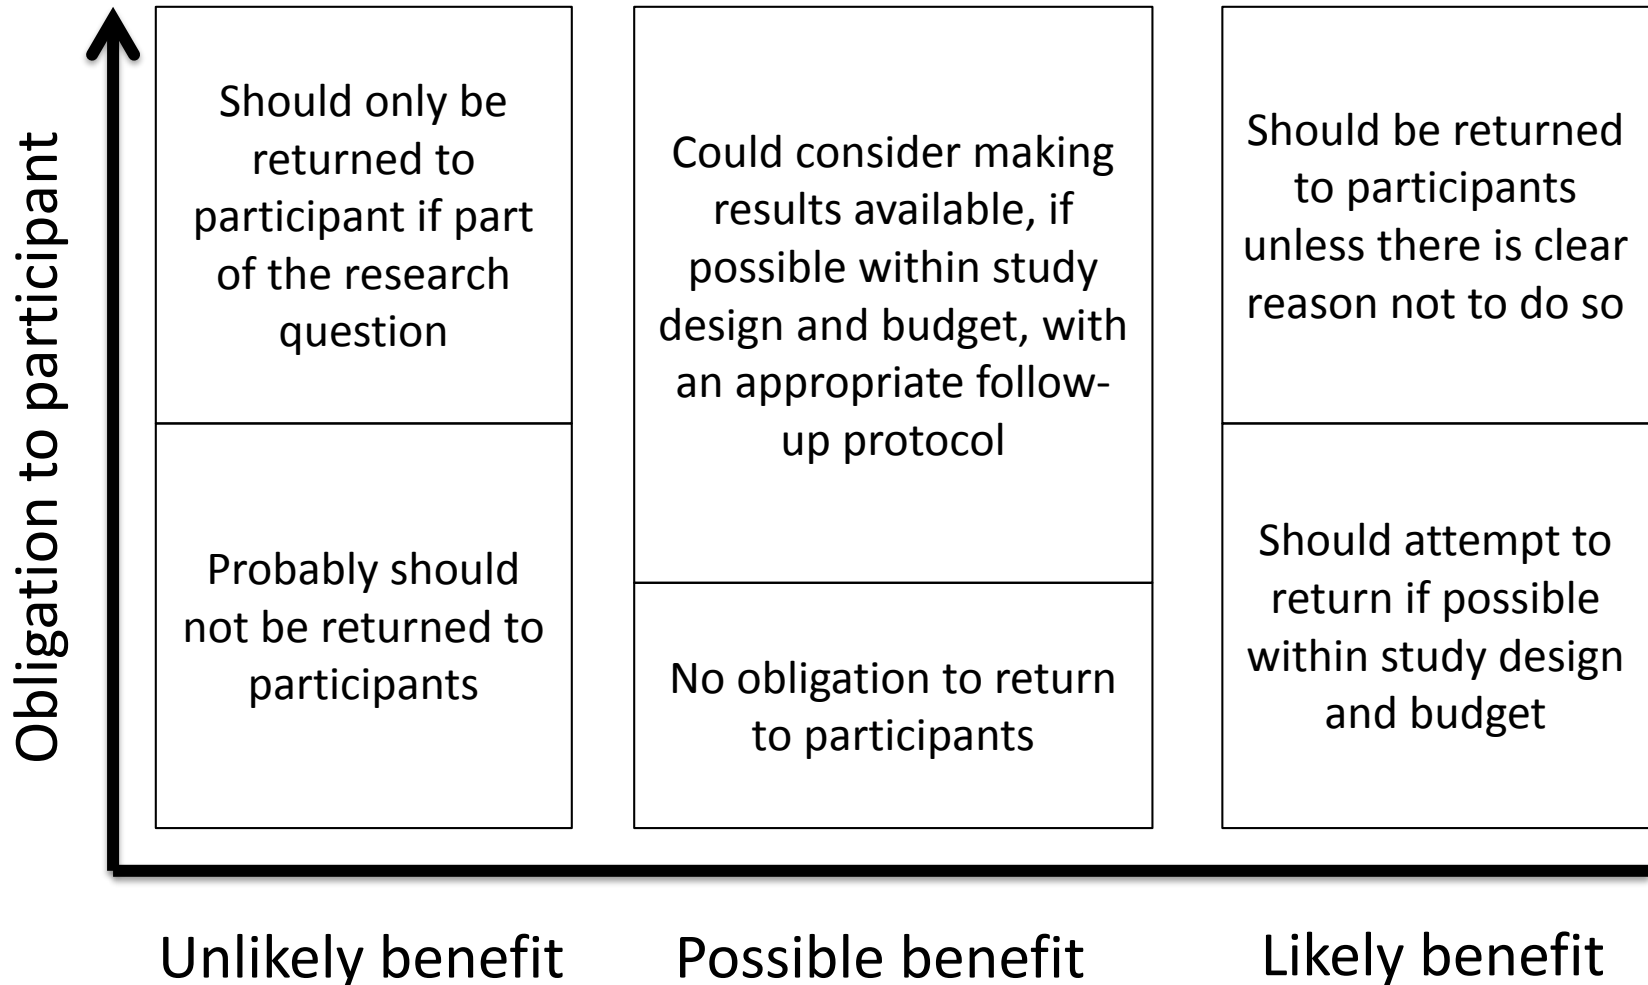 Obligation to participant
Should only be
returned to
participant if part
of the research
question
Probably should
not be returned to
participants
Could consider making
results available, if
possible within study
design and budget, with
an appropriate follow-
up protocol
No obligation to return
to participants
Should be returned
to participants
unless there is clear
reason not to do so
Should attempt to
return if possible
within study design
and budget
Unlikely benefit
Possible benefit
Likely benefit